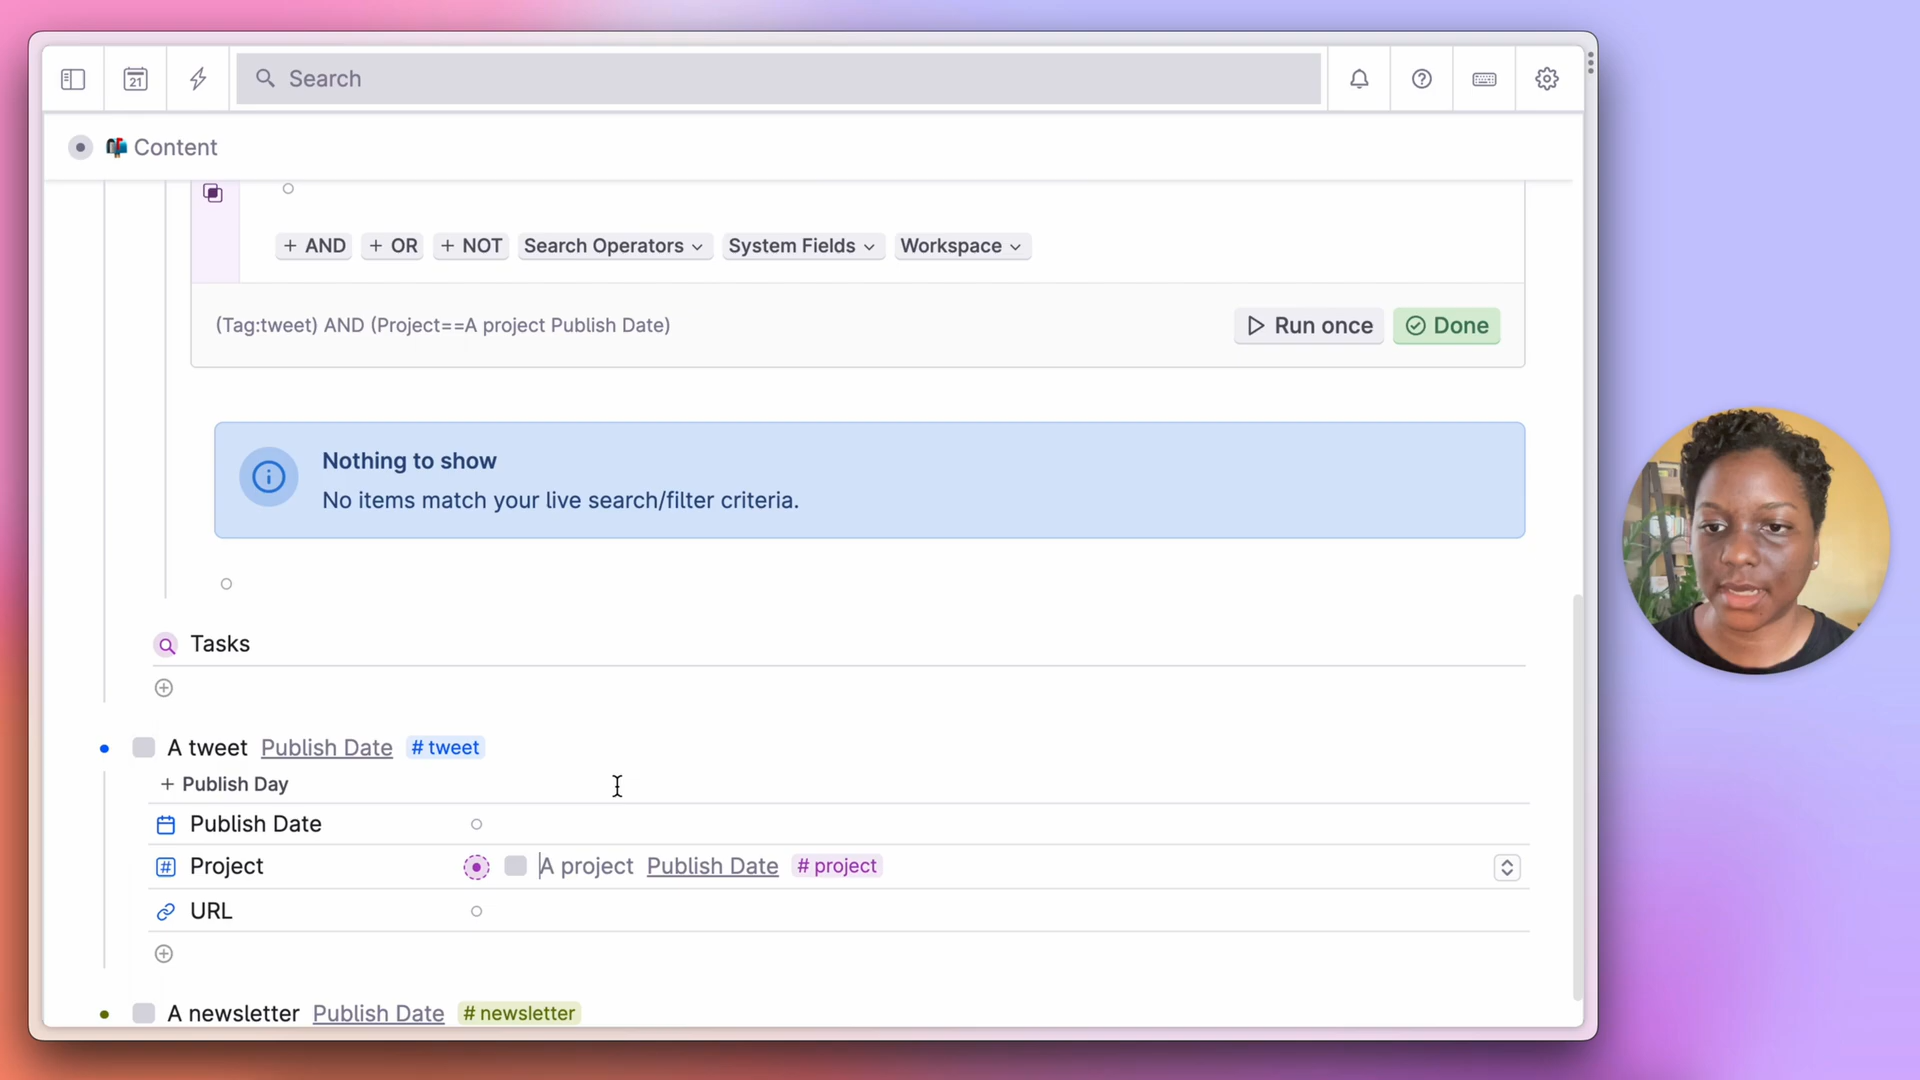 21
Search
Content
+ AND + OR + NOT Search Operators System Fields Workspace
(Tag:tweet) AND (Project==A project Publish Date)
Run once
Done
Nothing to show
No items match your live search/filter criteria.
Tasks
A tweet Publish Date # tweet
+ Publish Day
Publish Date
Project
A project Publish Date # project
URL
A newsletter Publish Date # newsletter